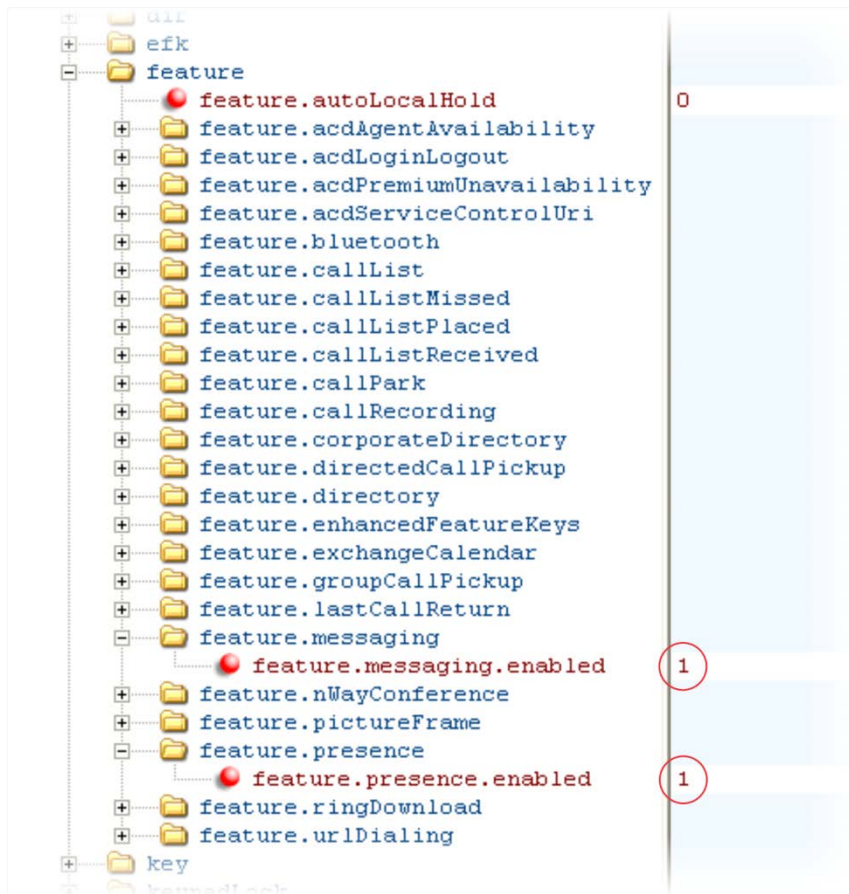 dir
efk
feature
feature.autoLocalHold 0
feature.acdAgentAvailability
feature.acdLoginLogout
feature.acdPremiumUnavailability
feature.acdServiceControlUri
feature.bluetooth
feature.callList
feature.callListMissed
feature.callListPlaced
feature.callListReceived
feature.callPark
feature.callRecording
feature.corporateDirectory
feature.directedCallPickup
feature.directory
feature.enhancedFeatureKeys
feature.exchangeCalendar
feature.groupCallPickup
feature.lastCallReturn
feature.messaging
feature.messaging.enabled 1
feature.nWayConference
feature.pictureFrame
feature.presence
feature.presence.enabled 1
feature.ringDownload
feature.urlDialing
key
keypadLock